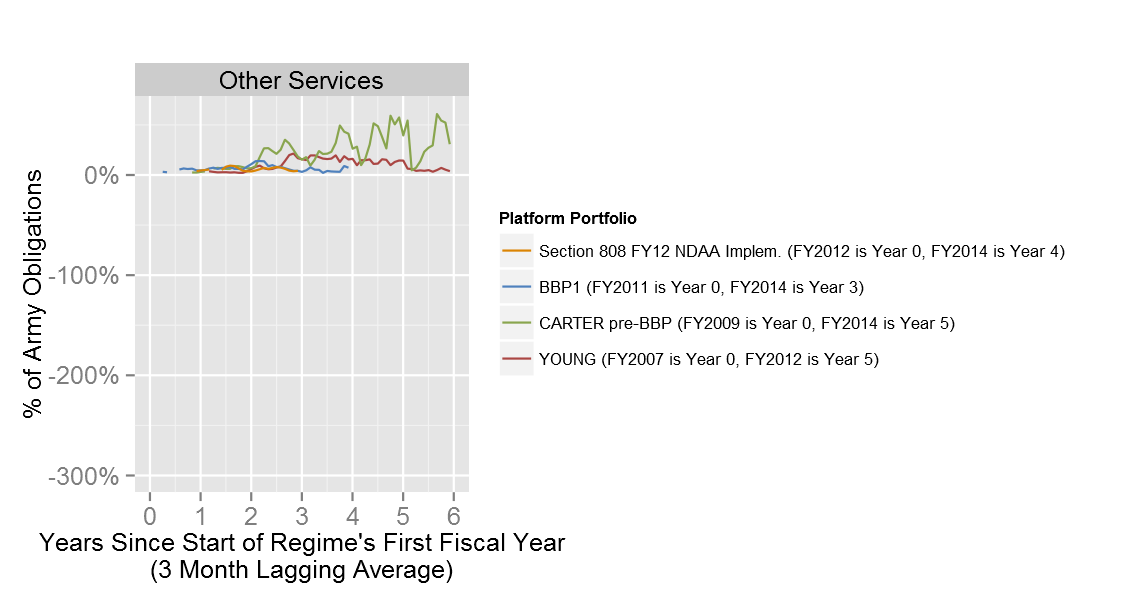 Other Services
0%
-100%
-200%
-300%
% of Army Obligations
0 1 2 3 4 5 6
Years Since Start of Regime's First Fiscal Year
(3 Month Lagging Average)
Platform Portfolio
Section 808 FY12 NDAA Implem. (FY2012 is Year 0, FY2014 is Year 4)
BBP1 (FY2011 is Year 0, FY2014 is Year 3)
CARTER pre-BBP (FY2009 is Year 0, FY2014 is Year 5)
YOUNG (FY2007 is Year 0, FY2012 is Year 5)